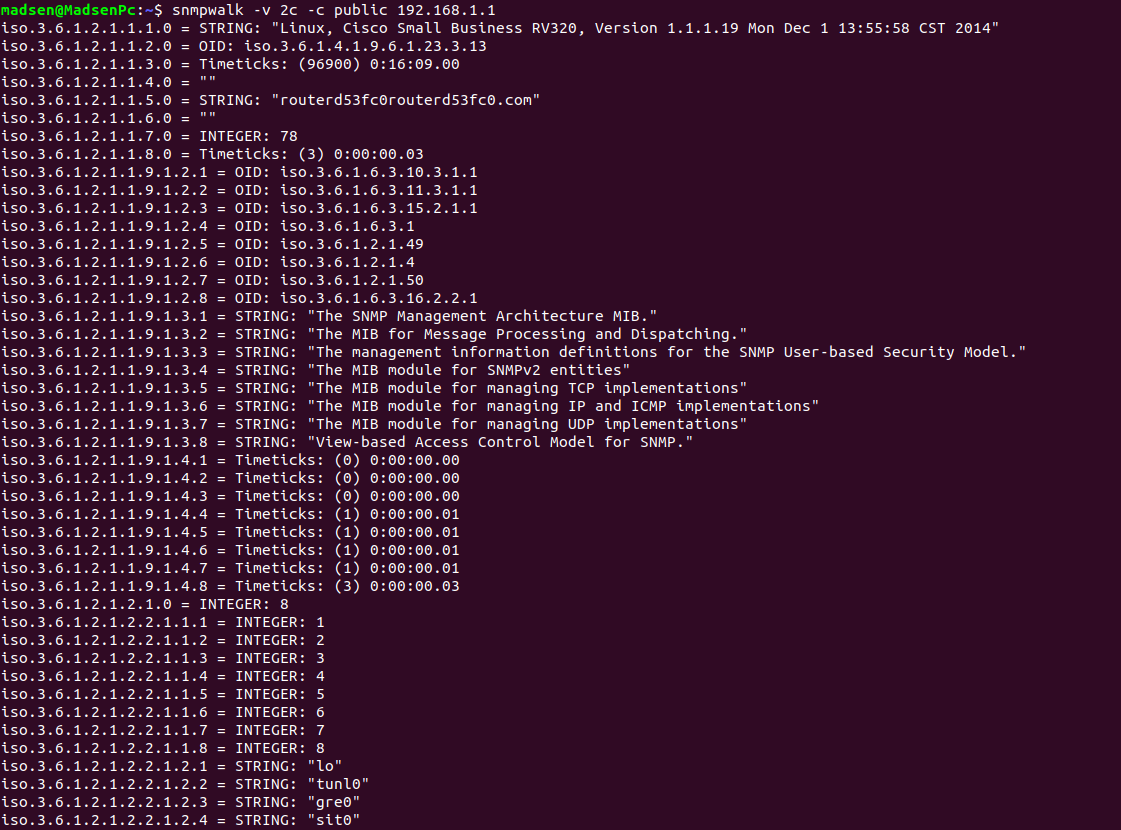 madsen@MadsenPc:~$ snmpwalk -v 2c -c public 192.168.1.1
iso.3.6.1.2.1.1.1.0 = STRING: "Linux, Cisco Small Business RV320, Version 1.1.1.19 Mon Dec 1 13:55:58 CST 2014"
iso.3.6.1.2.1.1.2.0 = OID: iso.3.6.1.4.1.9.6.1.23.3.13
iso.3.6.1.2.1.1.3.0 = Timeticks: (96900) 0:16:09.00
iso.3.6.1.2.1.1.4.0 = ""
iso.3.6.1.2.1.1.5.0 = STRING: "routerd53fc0routerd53fc0.com"
iso.3.6.1.2.1.1.6.0 = ""
iso.3.6.1.2.1.1.7.0 = INTEGER: 78
iso.3.6.1.2.1.1.8.0 = Timeticks: (3) 0:00:00.03
iso.3.6.1.2.1.1.9.1.2.1 = OID: iso.3.6.1.6.3.10.3.1.1
iso.3.6.1.2.1.1.9.1.2.2 = OID: iso.3.6.1.6.3.11.3.1.1
iso.3.6.1.2.1.1.9.1.2.3 = OID: iso.3.6.1.6.3.15.2.1.1
iso.3.6.1.2.1.1.9.1.2.4 = OID: iso.3.6.1.6.3.1
iso.3.6.1.2.1.1.9.1.2.5 = OID: iso.3.6.1.2.1.49
iso.3.6.1.2.1.1.9.1.2.6 = OID: iso.3.6.1.2.1.4
iso.3.6.1.2.1.1.9.1.2.7 = OID: iso.3.6.1.2.1.50
iso.3.6.1.2.1.1.9.1.2.8 = OID: iso.3.6.1.6.3.16.2.2.1
iso.3.6.1.2.1.1.9.1.3.1 = STRING: "The SNMP Management Architecture MIB."
iso.3.6.1.2.1.1.9.1.3.2 = STRING: "The MIB for Message Processing and Dispatching."
iso.3.6.1.2.1.1.9.1.3.3 = STRING: "The management information definitions for the SNMP User-based Security Model."
iso.3.6.1.2.1.1.9.1.3.4 = STRING: "The MIB module for SNMPv2 entities"
iso.3.6.1.2.1.1.9.1.3.5 = STRING: "The MIB module for managing TCP implementations"
iso.3.6.1.2.1.1.9.1.3.6 = STRING: "The MIB module for managing IP and ICMP implementations"
iso.3.6.1.2.1.1.9.1.3.7 = STRING: "The MIB module for managing UDP implementations"
iso.3.6.1.2.1.1.9.1.3.8 = STRING: "View-based Access Control Model for SNMP."
iso.3.6.1.2.1.1.9.1.4.1 = Timeticks: (0) 0:00:00.00
iso.3.6.1.2.1.1.9.1.4.2 = Timeticks: (0) 0:00:00.00
iso.3.6.1.2.1.1.9.1.4.3 = Timeticks: (0) 0:00:00.00
iso.3.6.1.2.1.1.9.1.4.4 = Timeticks: (1) 0:00:00.01
iso.3.6.1.2.1.1.9.1.4.5 = Timeticks: (1) 0:00:00.01
iso.3.6.1.2.1.1.9.1.4.6 = Timeticks: (1) 0:00:00.01
iso.3.6.1.2.1.1.9.1.4.7 = Timeticks: (1) 0:00:00.01
iso.3.6.1.2.1.1.9.1.4.8 = Timeticks: (3) 0:00:00.03
iso.3.6.1.2.1.2.1.0 = INTEGER: 8
iso.3.6.1.2.1.2.2.1.1.1 = INTEGER: 1
iso.3.6.1.2.1.2.2.1.1.2 = INTEGER: 2
iso.3.6.1.2.1.2.2.1.1.3 = INTEGER: 3
iso.3.6.1.2.1.2.2.1.1.4 = INTEGER: 4
iso.3.6.1.2.1.2.2.1.1.5 = INTEGER: 5
iso.3.6.1.2.1.2.2.1.1.6 = INTEGER: 6
iso.3.6.1.2.1.2.2.1.1.7 = INTEGER: 7
iso.3.6.1.2.1.2.2.1.1.8 = INTEGER: 8
iso.3.6.1.2.1.2.2.1.2.1 = STRING: "lo"
iso.3.6.1.2.1.2.2.1.2.2 = STRING: "tunl0"
iso.3.6.1.2.1.2.2.1.2.3 = STRING: "gre0"
iso.3.6.1.2.1.2.2.1.2.4 = STRING: "sit0"